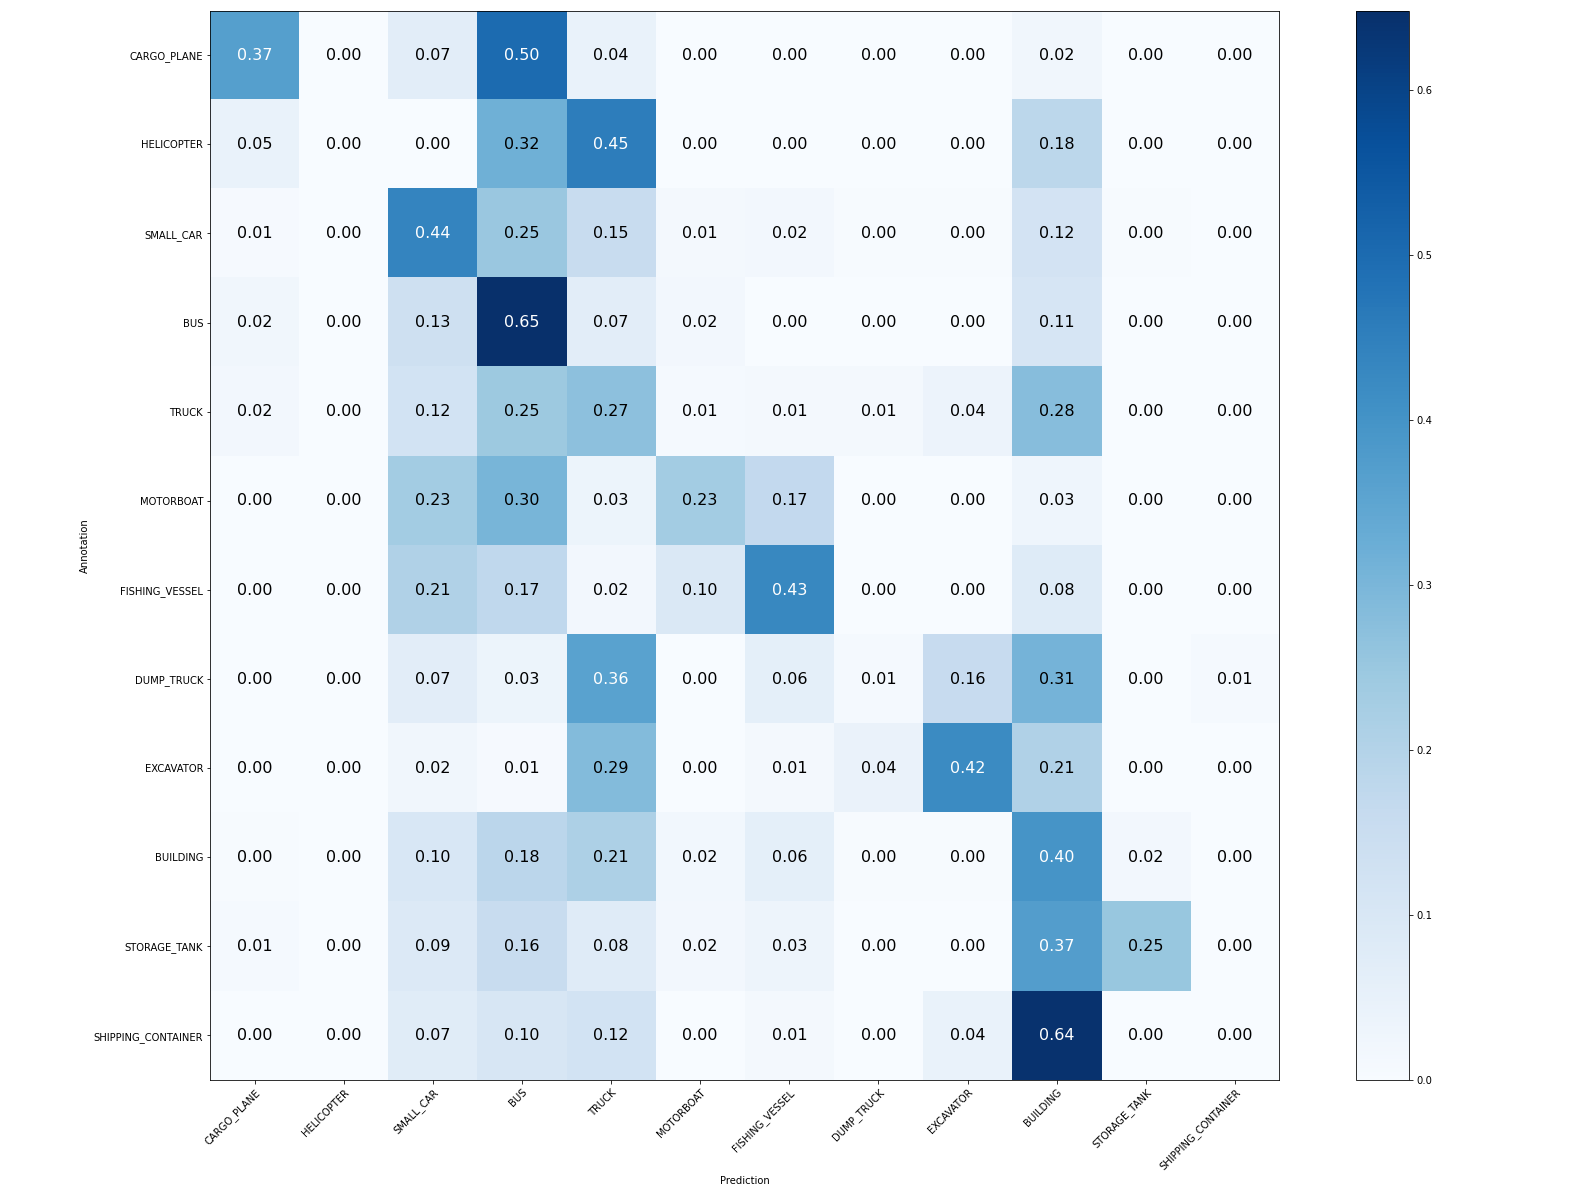 CARGO_PLANE 0.37 0.00 0.07 0.50 0.04 0.00 0.00 0.00 0.00 0.02 0.00 0.00
HELICOPTER 0.05 0.00 0.00 0.32 0.45 0.00 0.00 0.00 0.00 0.18 0.00 0.00
SMALL_CAR 0.01 0.00 0.44 0.25 0.15 0.01 0.02 0.00 0.00 0.12 0.00 0.00
BUS 0.02 0.00 0.13 0.65 0.07 0.02 0.00 0.00 0.00 0.11 0.00 0.00
TRUCK 0.02 0.00 0.12 0.25 0.27 0.01 0.01 0.01 0.04 0.28 0.00 0.00
MOTORBOAT 0.00 0.00 0.23 0.30 0.03 0.23 0.17 0.00 0.00 0.03 0.00 0.00
FISHING_VESSEL 0.00 0.00 0.21 0.17 0.02 0.10 0.43 0.00 0.00 0.08 0.00 0.00
DUMP_TRUCK 0.00 0.00 0.07 0.03 0.36 0.00 0.06 0.01 0.16 0.31 0.00 0.01
EXCAVATOR 0.00 0.00 0.02 0.01 0.29 0.00 0.01 0.04 0.42 0.21 0.00 0.00
BUILDING 0.00 0.00 0.10 0.18 0.21 0.02 0.06 0.00 0.00 0.40 0.02 0.00
STORAGE_TANK 0.01 0.00 0.09 0.16 0.08 0.02 0.03 0.00 0.00 0.37 0.25 0.00
SHIPPING_CONTAINER 0.00 0.00 0.07 0.10 0.12 0.00 0.01 0.00 0.04 0.64 0.00 0.00
Annotation
CARGO_PLANE
HELICOPTER
SMALL_CAR
BUS
TRUCK
MOTORBOAT
FISHING_VESSEL
DUMP_TRUCK
EXCAVATOR
BUILDING
STORAGE_TANK
SHIPPING_CONTAINER
Prediction
0.6
0.5
0.4
0.3
0.2
0.1
0.0